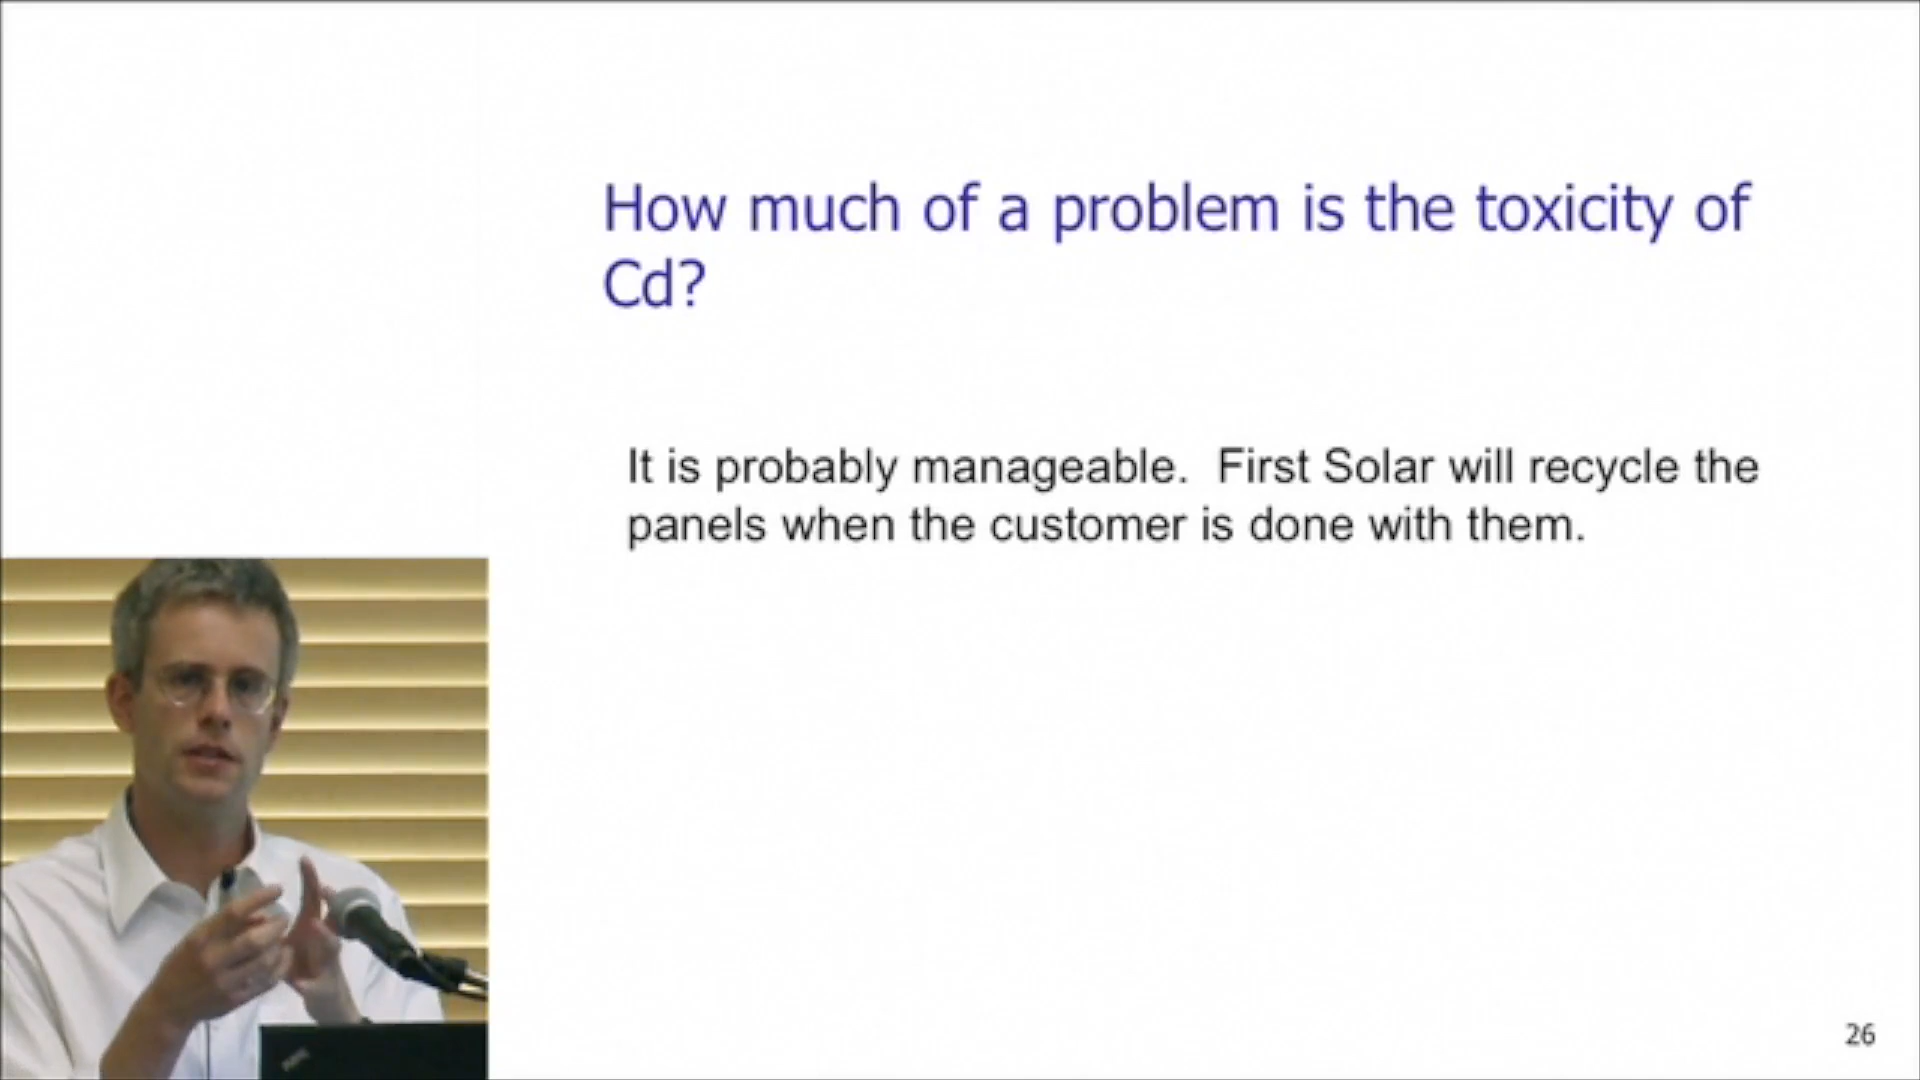 How much of a problem is the toxicity of
Cd?
It is probably manageable.  First Solar will recycle the
panels when the customer is done with them.
26